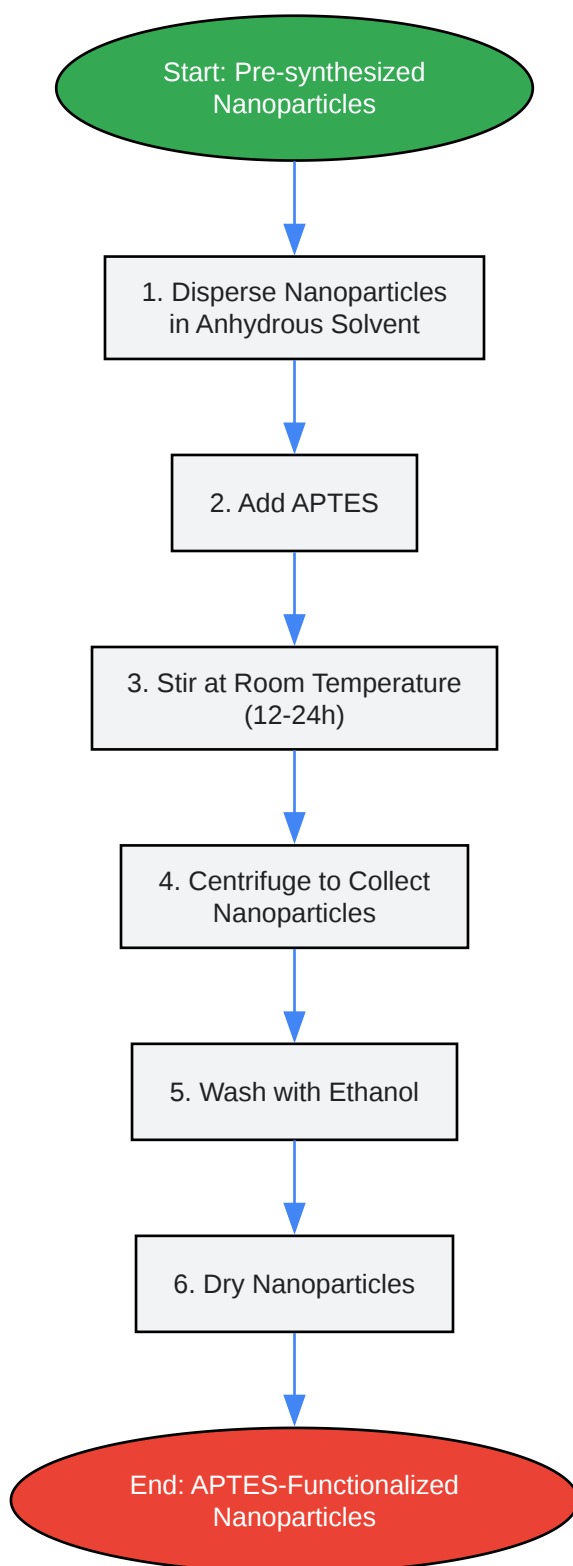 Start: Pre-synthesized
Nanoparticles
1. Disperse Nanoparticles
in Anhydrous Solvent
2. Add APTES
3. Stir at Room Temperature
(12-24h)
4. Centrifuge to Collect
Nanoparticles
5. Wash with Ethanol
6. Dry Nanoparticles
End: APTES-Functionalized
Nanoparticles